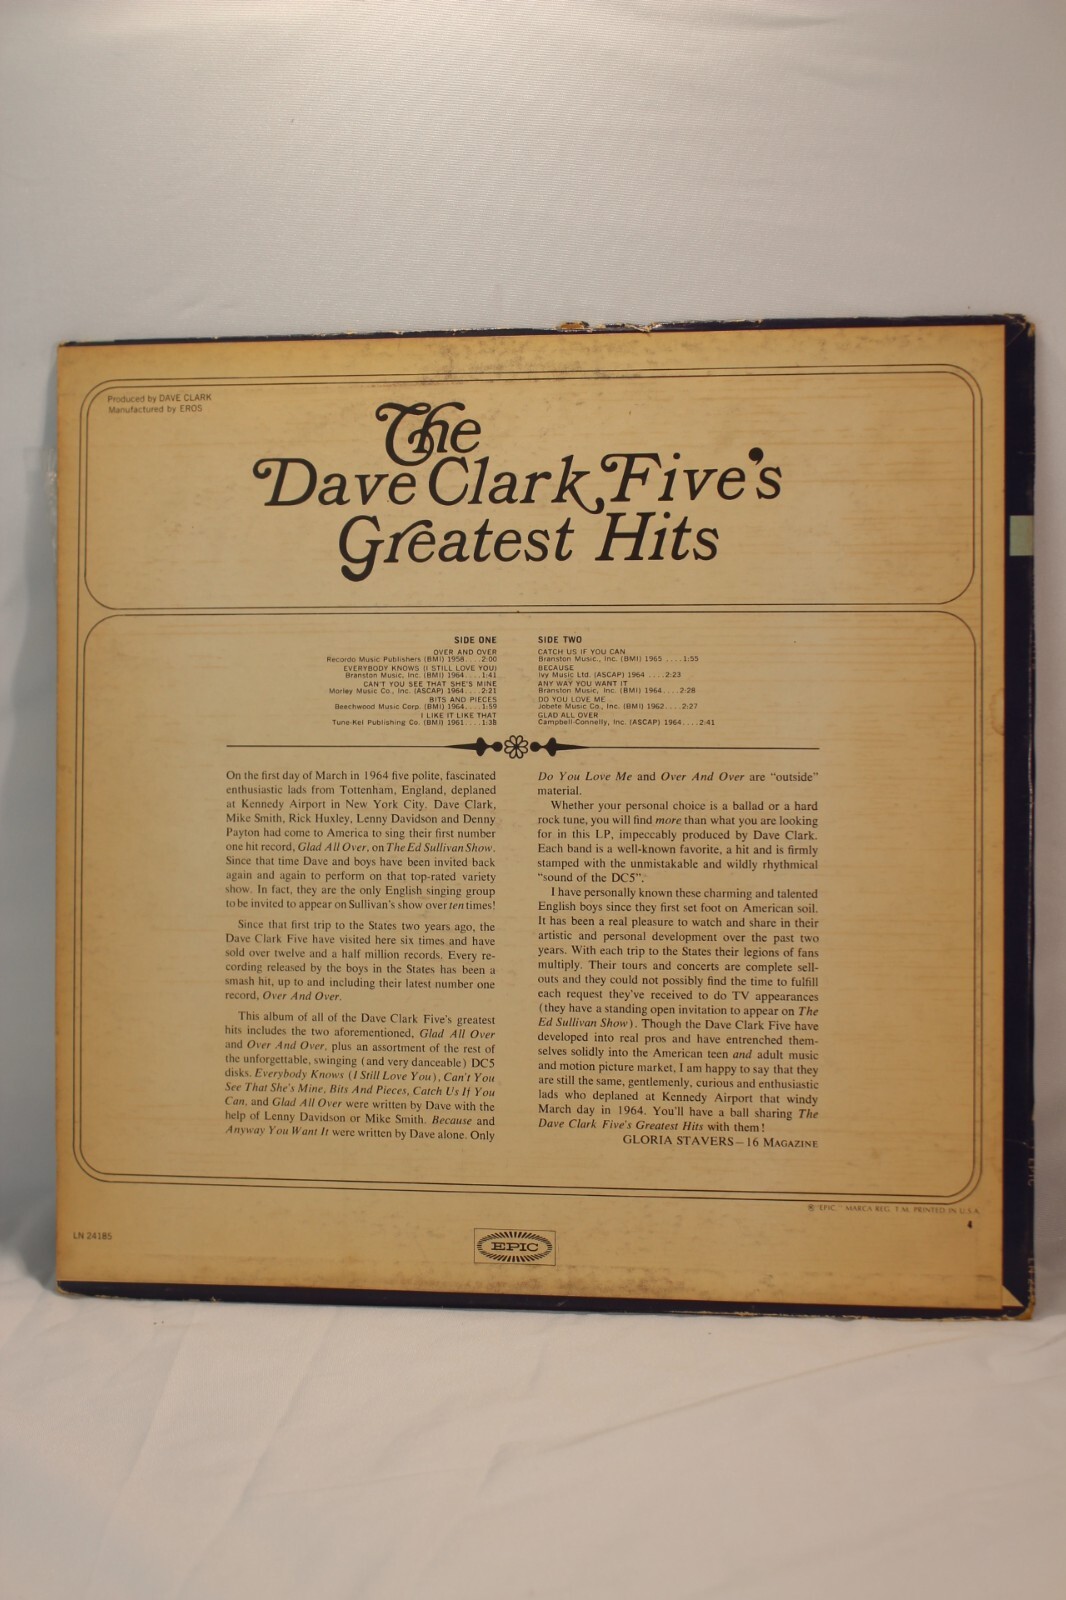 Produced by DAVE CLARK
Manufactured by EROS
The
Dave Clark Five's
Greatest Hits
SIDE ONE
OVER AND OVER
Recordo Music Publishers (BMI) 1958....2:00
EVERYBODY KNOWS (I STILL LOVE YOU)
Branston Music, Inc. (BMI) 1964....1:41
CAN'T YOU SEE THAT SHE'S MINE
Morley Music Co., Inc. (ASCAP) 1964....2:21
BITS AND PIECES
Beechwood Music Corp. (BMI) 1964....1:59
I LIKE IT LIKE THAT
Tune-Kel Publishing Co. (BMI) 1961....1:38
SIDE TWO
CATCH US IF YOU CAN
Branston Music., Inc. (BMI) 1965 ....1:55
BECAUSE
Ivy Music Ltd. (ASCAP) 1964 ....2:23
ANY WAY YOU WANT IT
Branston Music, Inc. (BMI) 1964....2:28
DO YOU LOVE ME
Jobete Music Co., Inc. (BMI) 1962....2:27
GLAD ALL OVER
Campbell-Connelly, Inc. (ASCAP) 1964....2:41
On the first day of March in 1964 five polite, fascinated
enthusiastic lads from Tottenham, England, deplaned
at Kennedy Airport in New York City. Dave Clark,
Mike Smith, Rick Huxley, Lenny Davidson and Denny
Payton had come to America to sing their first number
one hit record, Glad All Over, on The Ed Sullivan Show.
Since that time Dave and boys have been invited back
again and again to perform on that top-rated variety
show. In fact, they are the only English singing group
to be invited to appear on Sullivan's show over ten times!
Since that first trip to the States two years ago, the
Dave Clark Five have visited here six times and have
sold over twelve and a half million records. Every re-
cording released by the boys in the States has been a
smash hit, up to and including their latest number one
record, Over And Over.
This album of all of the Dave Clark Five's greatest
hits includes the two aforementioned, Glad All Over
and Over And Over, plus an assortment of the rest of
the unforgettable, swinging (and very danceable) DC5
disks. Everybody Knows (I Still Love You), Can't You
See That She's Mine, Bits And Pieces, Catch Us If You
Can, and Glad All Over were written by Dave with the
help of Lenny Davidson or Mike Smith. Because and
Anyway You Want It were written by Dave alone. Only
Do You Love Me and Over And Over are "outside"
material.
Whether your personal choice is a ballad or a hard
rock tune, you will find more than what you are looking
for in this LP, impeccably produced by Dave Clark.
Each band is a well-known favorite, a hit and is firmly
stamped with the unmistakable and wildly rhythmical
"sound of the DC5".
I have personally known these charming and talented
English boys since they first set foot on American soil.
It has been a real pleasure to watch and share in their
artistic and personal development over the past two
years. With each trip to the States their legions of fans
multiply. Their tours and concerts are complete sell-
outs and they could not possibly find the time to fulfill
each request they've received to do TV appearances
(they have a standing open invitation to appear on The
Ed Sullivan Show). Though the Dave Clark Five have
developed into real pros and have entrenched them-
selves solidly into the American teen and adult music
and motion picture market, I am happy to say that they
are still the same, gentlemenly, curious and enthusiastic
lads who deplaned at Kennedy Airport that windy
March day in 1964. You'll have a ball sharing The
Dave Clark Five's Greatest Hits with them!
GLORIA STAVERS—16 MAGAZINE
® "EPIC," MARCA REG. T.M. PRINTED IN U.S.A.
4
LN 24185
EPIC
EPIC